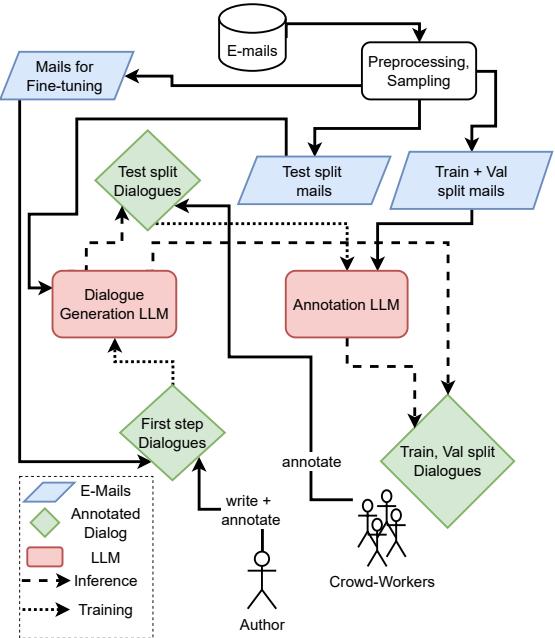 E-mails
Preprocessing,
Sampling
Mails for
Fine-tuning
Test split
Dialogues
Test split
mails
Train + Val
split mails
Dialogue
Generation LLM
Annotation LLM
First step
Dialogues
Train, Val split
Dialogues
annotate
write +
annotate
Crowd-Workers
Author
E-Mails
Annotated
Dialog
LLM
Inference
Training